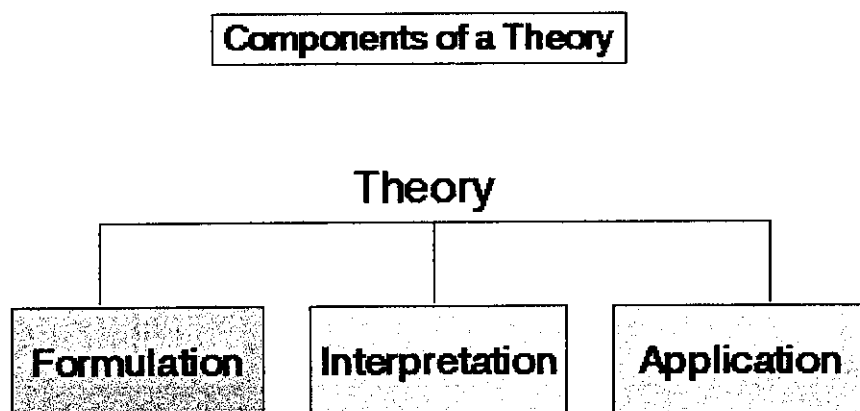 Components of a Theory
Theory
Formulation Interpretation Application